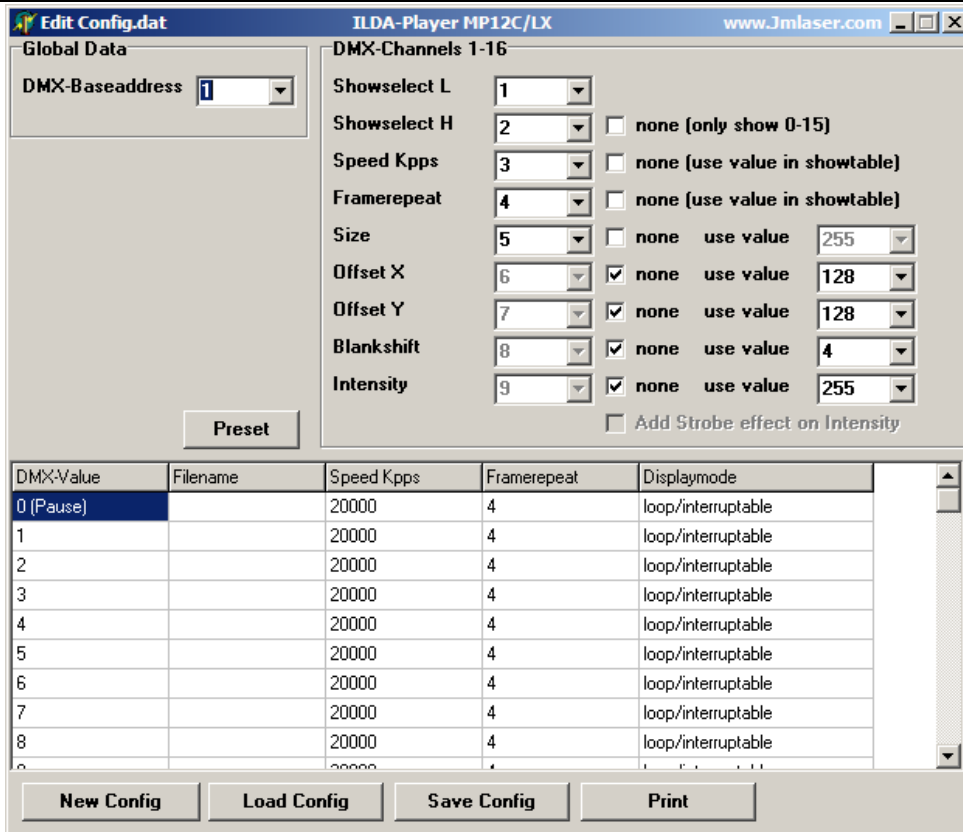 Edit Config.dat ILDA-Player MP12C/LX www.Jmlaser.com
Global Data
DMX-Baseaddress 1
Preset
DMX-Channels 1-16
Showselect L 1
Showselect H 2 none (only show 0-15)
Speed Kpps 3 none (use value in showtable)
Framerepeat 4 none (use value in showtable)
Size 5 none use value 255
Offset X 6 none use value 128
Offset Y 7 none use value 128
Blankshift 8 none use value 4
Intensity 9 none use value 255
Add Strobe effect on Intensity
DMX-Value Filename Speed Kpps Framerepeat Displaymode
0 (Pause) 20000 4 loop/interruptable
1 20000 4 loop/interruptable
2 20000 4 loop/interruptable
3 20000 4 loop/interruptable
4 20000 4 loop/interruptable
5 20000 4 loop/interruptable
6 20000 4 loop/interruptable
7 20000 4 loop/interruptable
8 20000 4 loop/interruptable
New Config Load Config Save Config Print